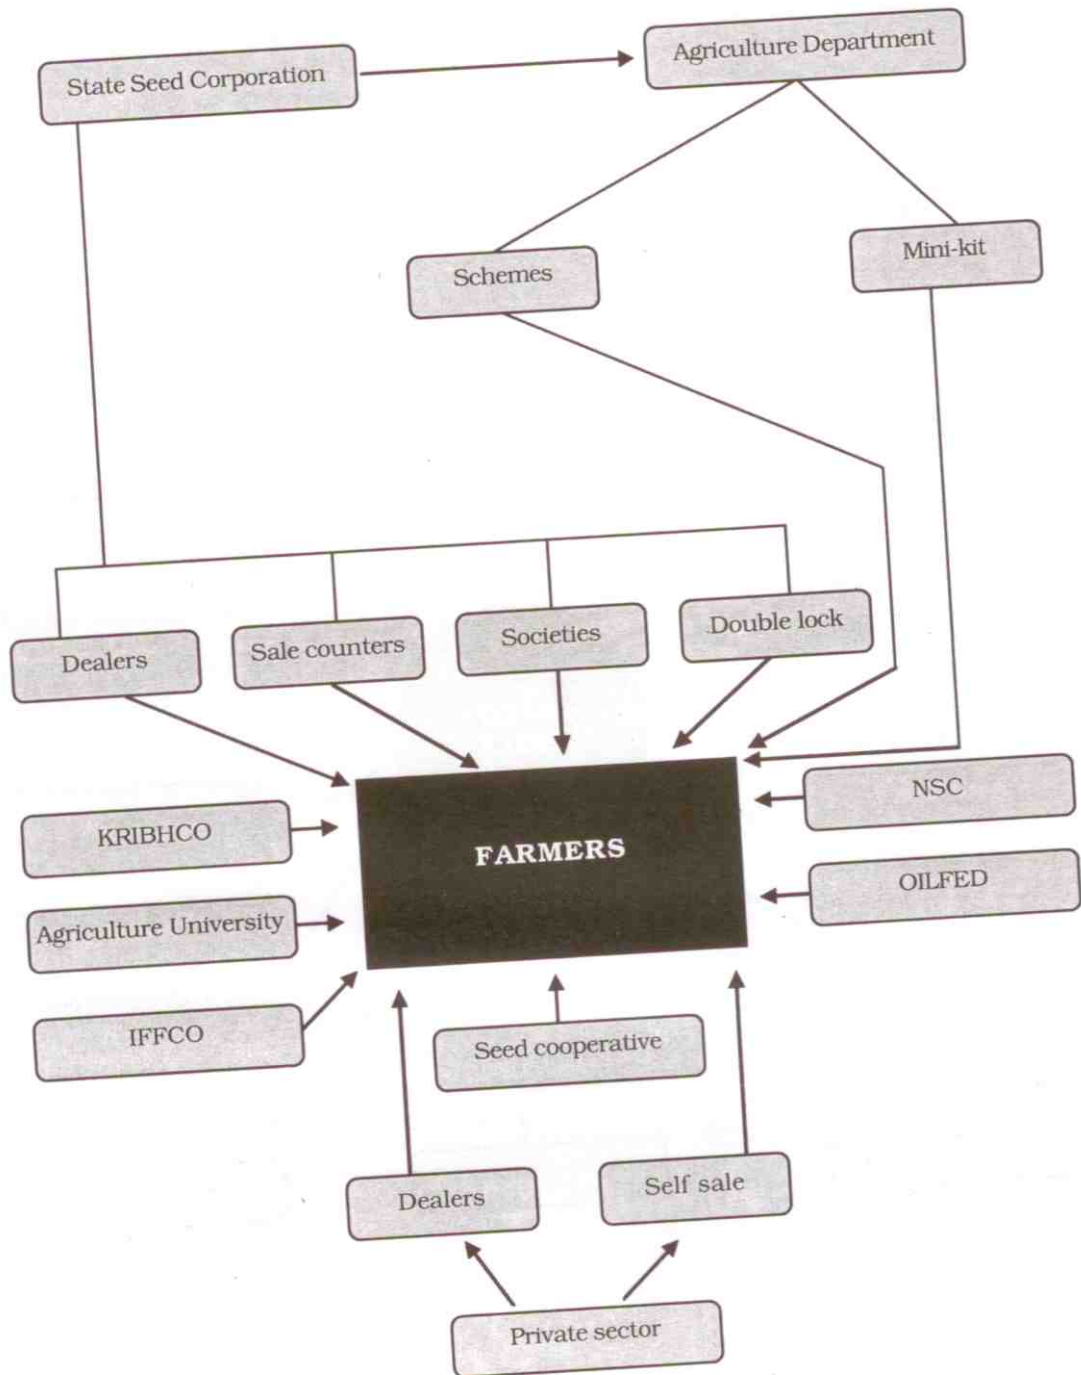 State Seed Corporation
Agriculture Department
Schemes
Mini-kit
Dealers
Sale counters
Societies
Double lock
KRIBHCO
FARMERS
NSC
Agriculture University
OILFED
IFFCO
Seed cooperative
Dealers
Self sale
Private sector